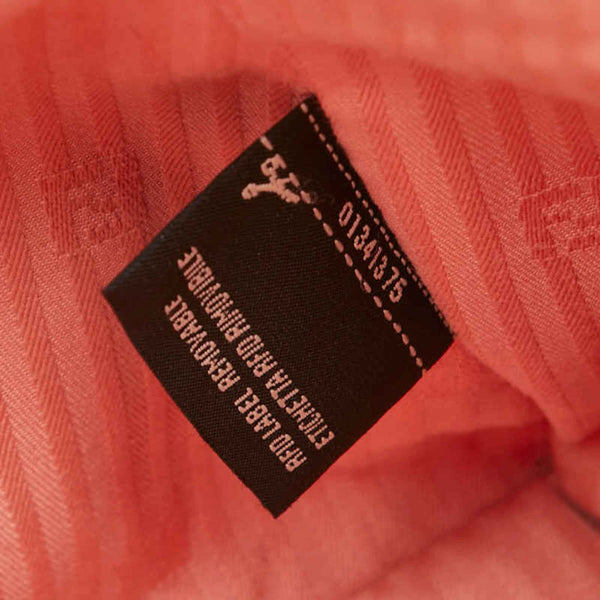 01341375
RFID LABEL REMOVABLE
ETICHETTA RFID RIMOVIBILE